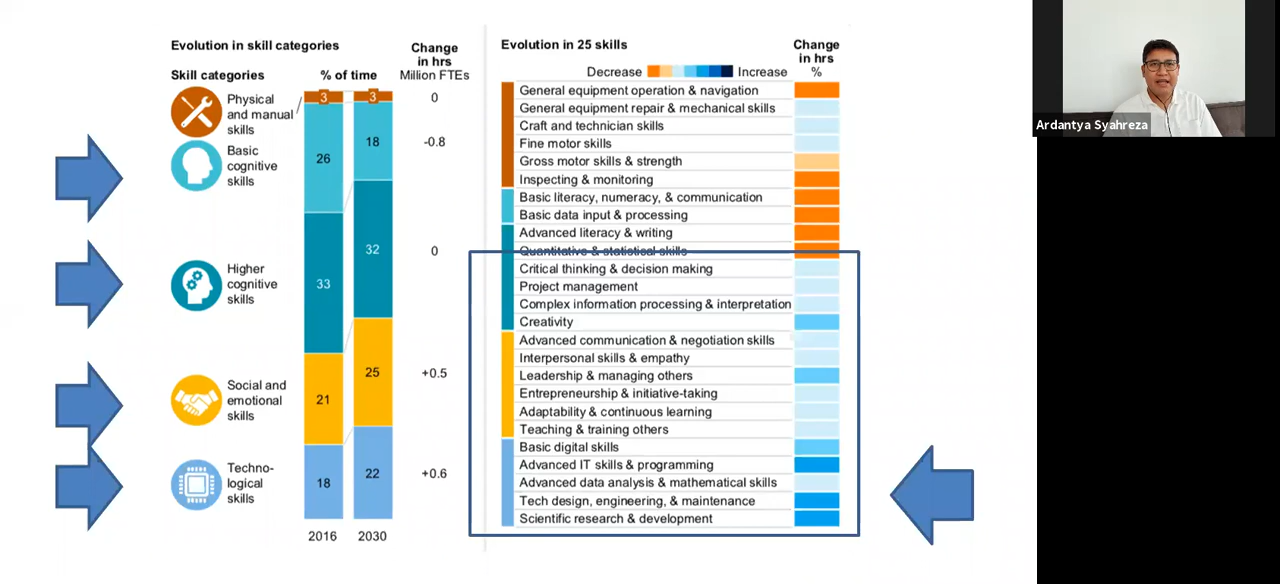 Evolution in skill categories
Change
in hrs
Skill categories
% of time
Million FTEs
Physical
and manual
skills
3
3
0
Basic
cognitive
skills
26
18
-0.8
Higher
cognitive
skills
33
32
0
Social and
emotional
skills
21
25
+0.5
Techno-
logical
skills
18
22
+0.6
2016
2030
Evolution in 25 skills
Change
in hrs
%
Decrease
Increase
General equipment operation & navigation
General equipment repair & mechanical skills
Craft and technician skills
Fine motor skills
Gross motor skills & strength
Inspecting & monitoring
Basic literacy, numeracy, & communication
Basic data input & processing
Advanced literacy & writing
Quantitative & statistical skills
Critical thinking & decision making
Project management
Complex information processing & interpretation
Creativity
Advanced communication & negotiation skills
Interpersonal skills & empathy
Leadership & managing others
Entrepreneurship & initiative-taking
Adaptability & continuous learning
Teaching & training others
Basic digital skills
Advanced IT skills & programming
Advanced data analysis & mathematical skills
Tech design, engineering, & maintenance
Scientific research & development
Ardantya Syahreza